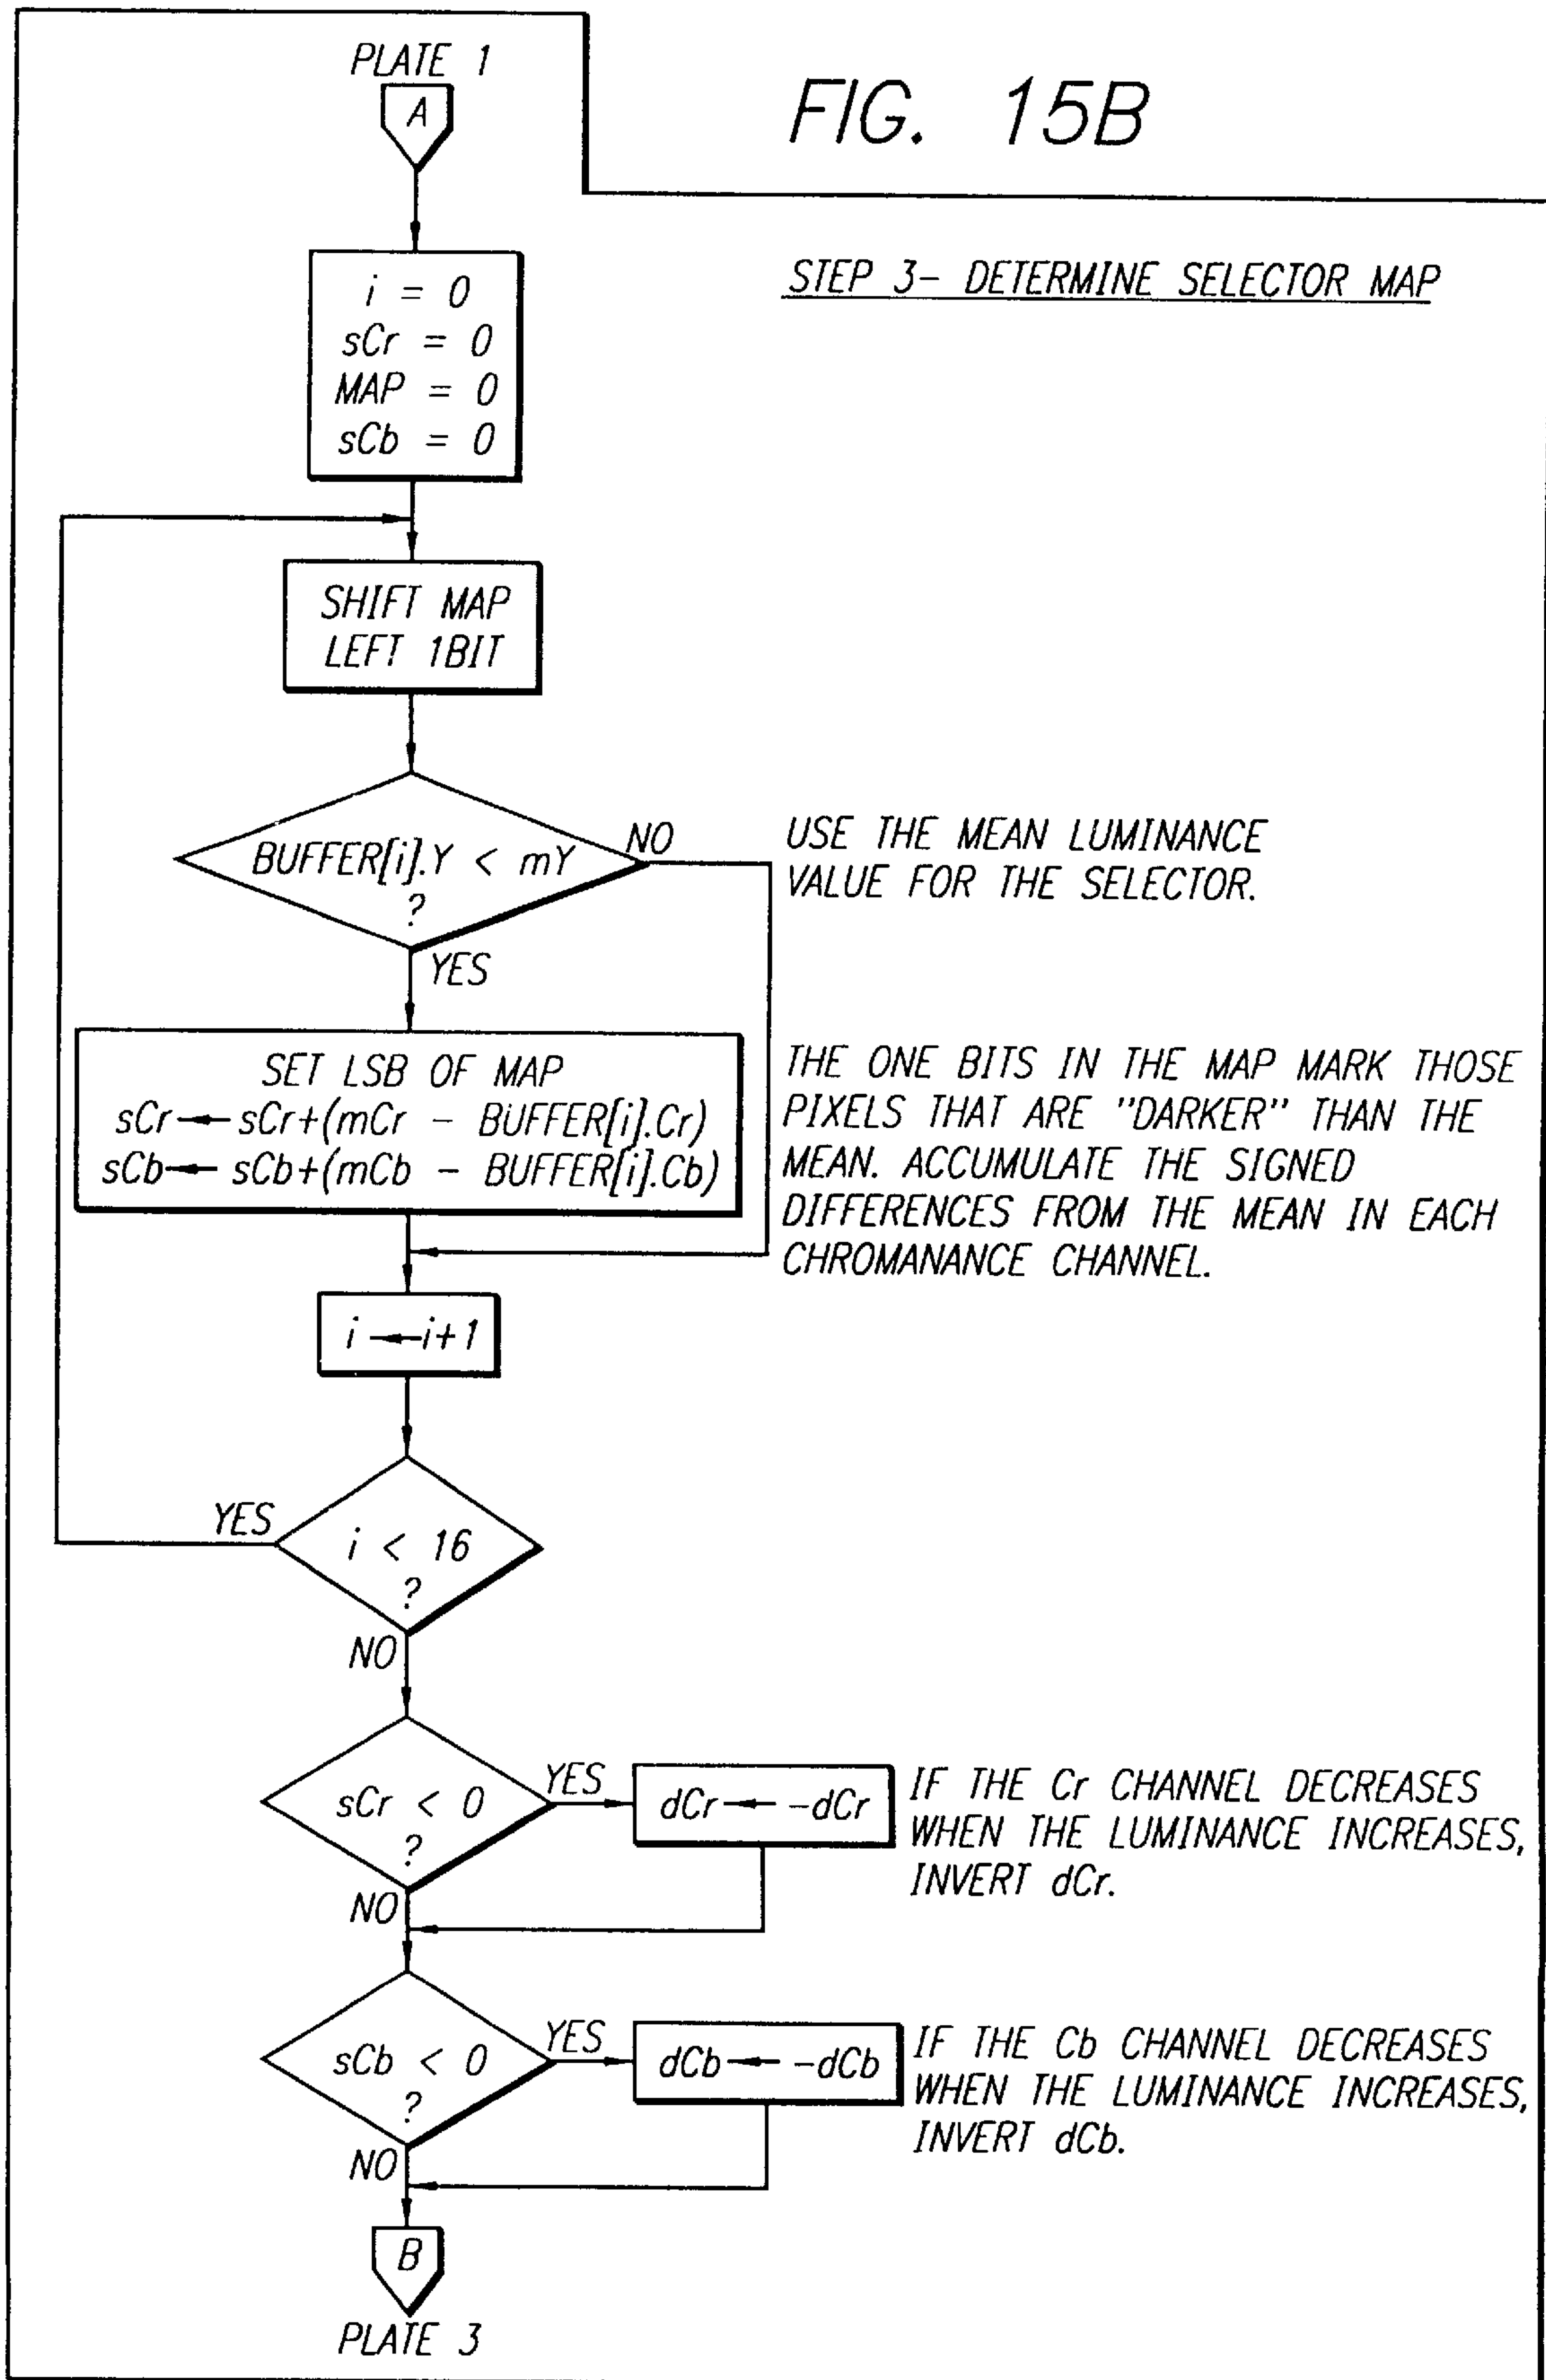 PLATE 1
A
FIG. 15B
STEP 3- DETERMINE SELECTOR MAP
i = 0
sCr = 0
MAP = 0
sCb = 0
SHIFT MAP
LEFT 1BIT
BUFFER[i].Y < mY
?
NO
YES
USE THE MEAN LUMINANCE
VALUE FOR THE SELECTOR.
SET LSB OF MAP
sCr ← sCr+(mCr - BUFFER[i].Cr)
sCb ← sCb+(mCb - BUFFER[i].Cb)
THE ONE BITS IN THE MAP MARK THOSE
PIXELS THAT ARE "DARKER" THAN THE
MEAN. ACCUMULATE THE SIGNED
DIFFERENCES FROM THE MEAN IN EACH
CHROMANANCE CHANNEL.
i ← i+1
YES
i < 16
?
NO
sCr < 0
?
YES
NO
dCr ← -dCr
IF THE Cr CHANNEL DECREASES
WHEN THE LUMINANCE INCREASES,
INVERT dCr.
sCb < 0
?
YES
NO
dCb ← -dCb
IF THE Cb CHANNEL DECREASES
WHEN THE LUMINANCE INCREASES,
INVERT dCb.
B
PLATE 3